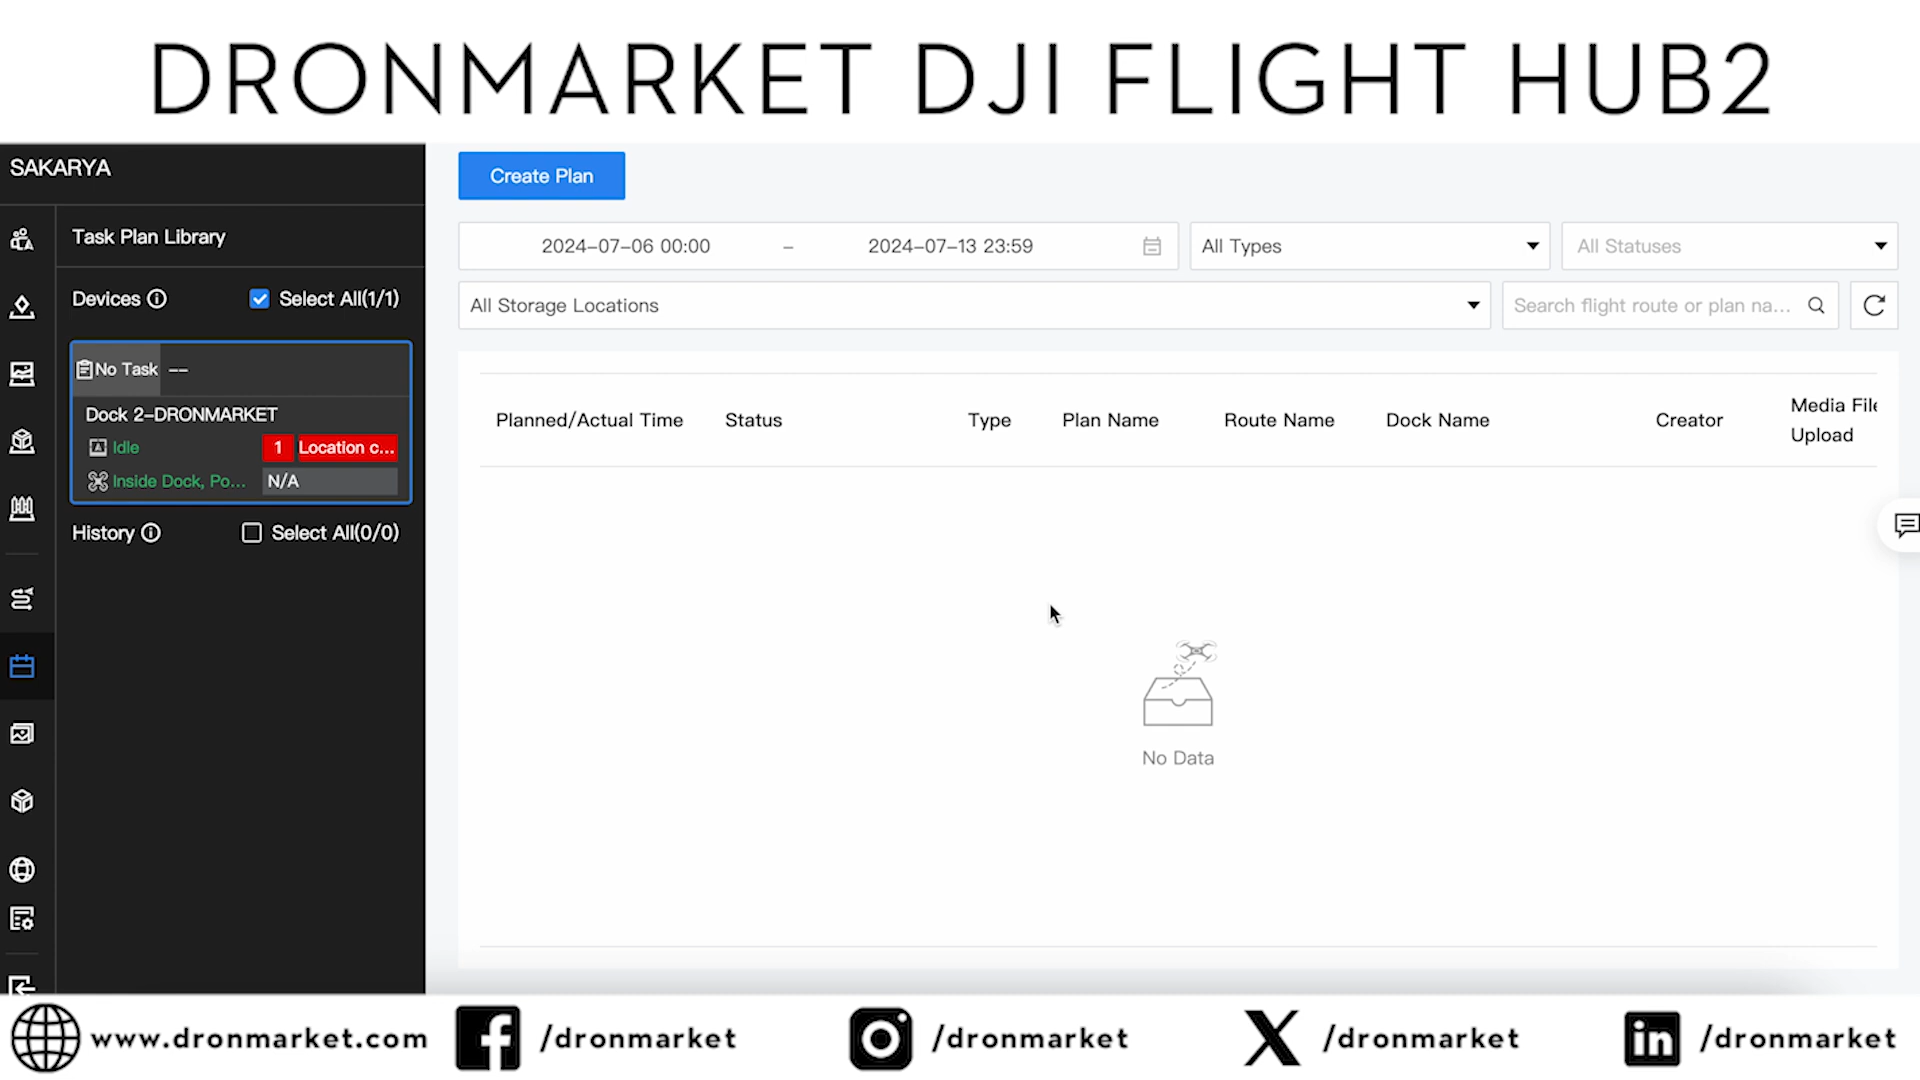 DRONMARKET DJI FLIGHT HUB2
SAKARYA
Task Plan Library
Devices
Select All(1/1)
No Task --
Dock 2-DRONMARKET
Idle
1 Location c...
Inside Dock, Po...
N/A
History
Select All(0/0)
Create Plan
2024-07-06 00:00 – 2024-07-13 23:59
All Types
All Statuses
All Storage Locations
Search flight route or plan na...
Planned/Actual Time
Status
Type
Plan Name
Route Name
Dock Name
Creator
Media File
Upload
No Data
www.dronmarket.com
/dronmarket
/dronmarket
/dronmarket
in /dronmarket